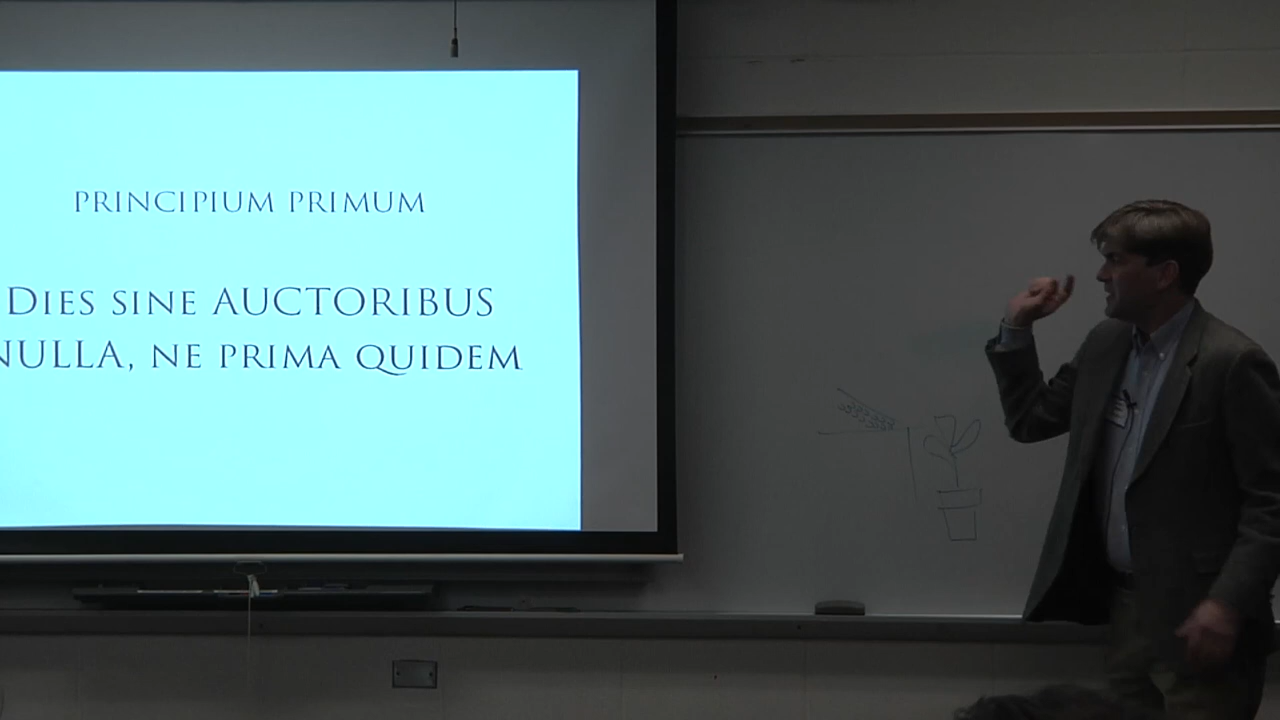 PRINCIPIUM PRIMUM
DIES SINE AUCTORIBUS
NULLA, NE PRIMA QUIDEM